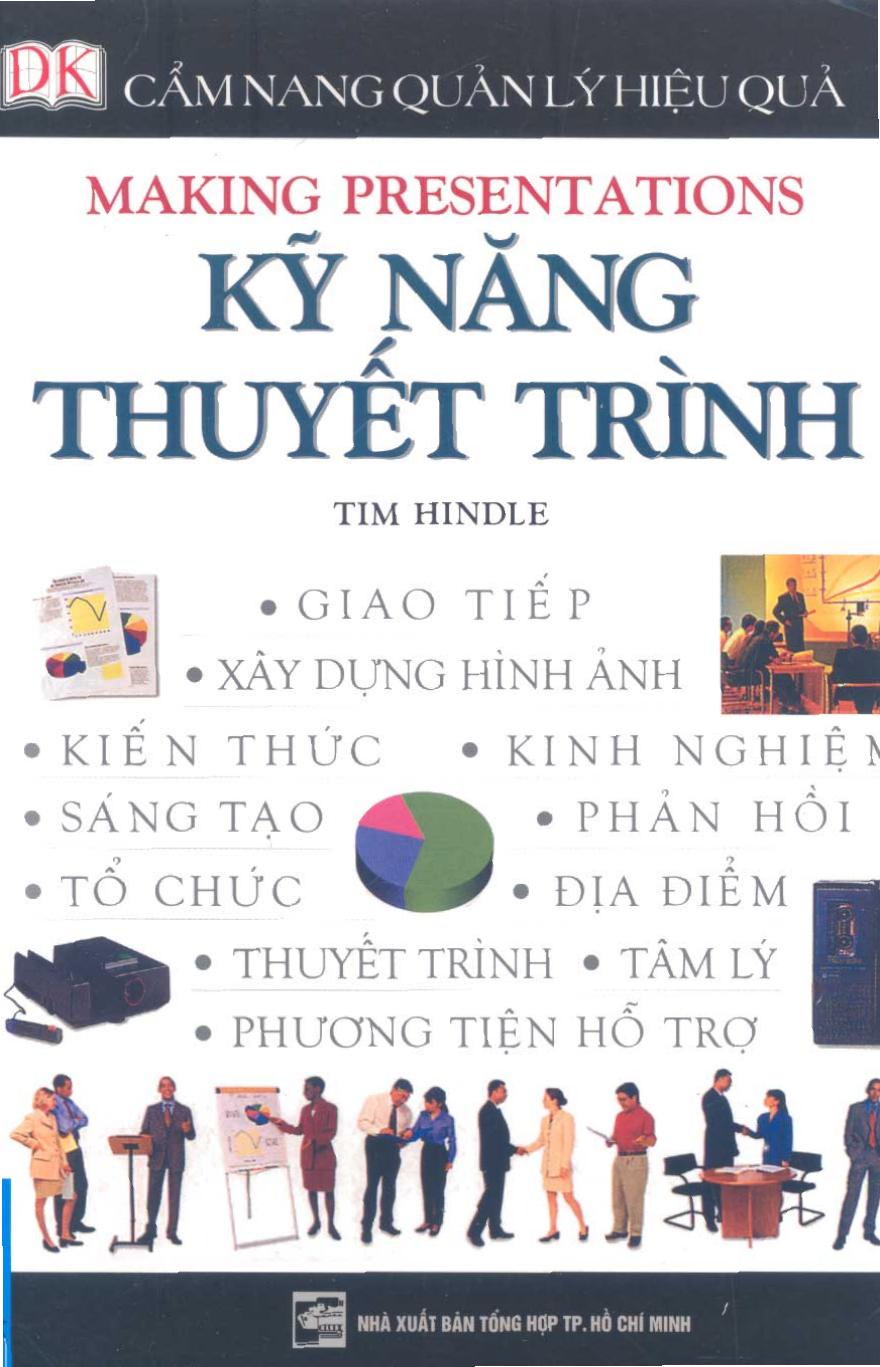 DK
CẨM NANG QUẢN LÝ HIỆU QUẢ
MAKING PRESENTATIONS
KỸ NĂNG
THUYẾT TRÌNH
TIM HINDLE
• GIAO TIẾP
• XÂY DỰNG HÌNH ẢNH
• KIẾN THỨC • KINH NGHIỆM
• SÁNG TẠO • PHẢN HỒI
• TỔ CHỨC • ĐỊA ĐIỂM
• THUYẾT TRÌNH • TÂM LÝ
• PHƯƠNG TIỆN HỖ TRỢ
NHÀ XUẤT BẢN TỔNG HỢP TP. HỒ CHÍ MINH